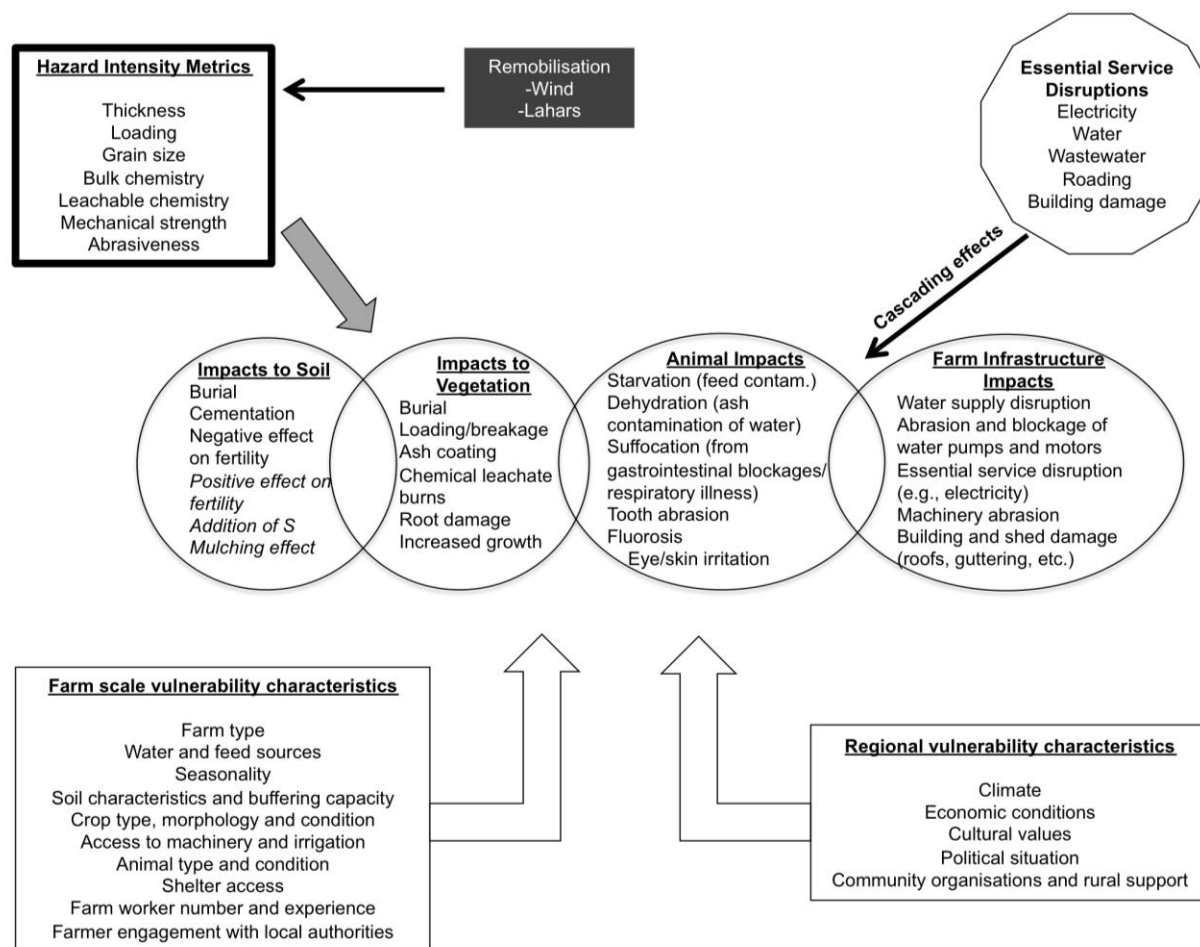 Hazard Intensity Metrics
Thickness
Loading
Grain size
Bulk chemistry
Leachable chemistry
Mechanical strength
Abrasiveness
Remobilisation
-Wind
-Lahars
Essential Service
Disruptions
Electricity
Water
Wastewater
Roading
Building damage
Cascading effects
Impacts to Soil
Burial
Cementation
Negative effect
on fertility
Positive effect on
fertility
Addition of S
Mulching effect
Impacts to
Vegetation
Burial
Loading/breakage
Ash coating
Chemical leachate
burns
Root damage
Increased growth
Animal Impacts
Starvation (feed contam.)
Dehydration (ash
contamination of water)
Suffocation (from
gastrointestinal blockages/
respiratory illness)
Tooth abrasion
Fluorosis
Eye/skin irritation
Farm Infrastructure
Impacts
Water supply disruption
Abrasion and blockage of
water pumps and motors
Essential service disruption
(e.g., electricity)
Machinery abrasion
Building and shed damage
(roofs, guttering, etc.)
Farm scale vulnerability characteristics
Farm type
Water and feed sources
Seasonality
Soil characteristics and buffering capacity
Crop type, morphology and condition
Access to machinery and irrigation
Animal type and condition
Shelter access
Farm worker number and experience
Farmer engagement with local authorities
Regional vulnerability characteristics
Climate
Economic conditions
Cultural values
Political situation
Community organisations and rural support